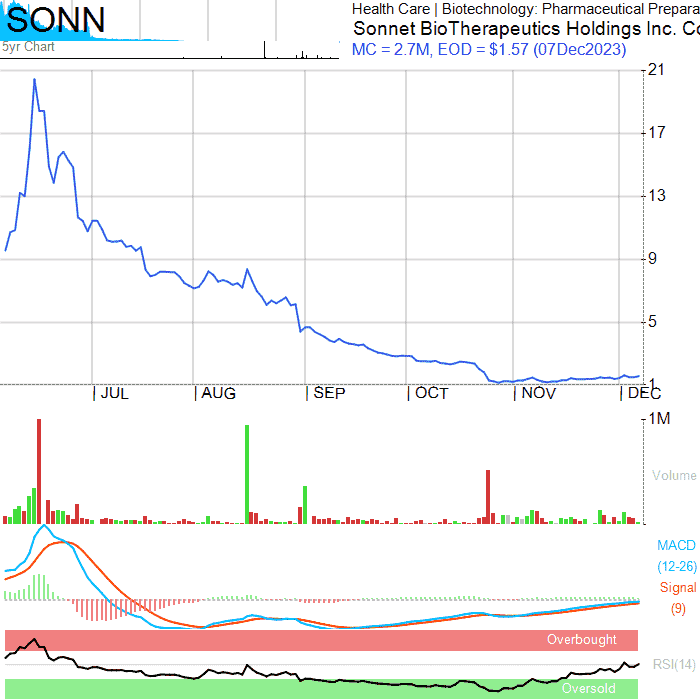 SONN
Health Care | Biotechnology: Pharmaceutical Prepara
Sonnet BioTherapeutics Holdings Inc. Co
MC = 2.7M, EOD = $1.57 (07Dec2023)
5yr Chart
21
17
13
9
5
1
JUL
AUG
SEP
OCT
NOV
DEC
1M
Volume
MACD
(12-26)
Signal
(9)
Overbought
RSI(14)
Oversold